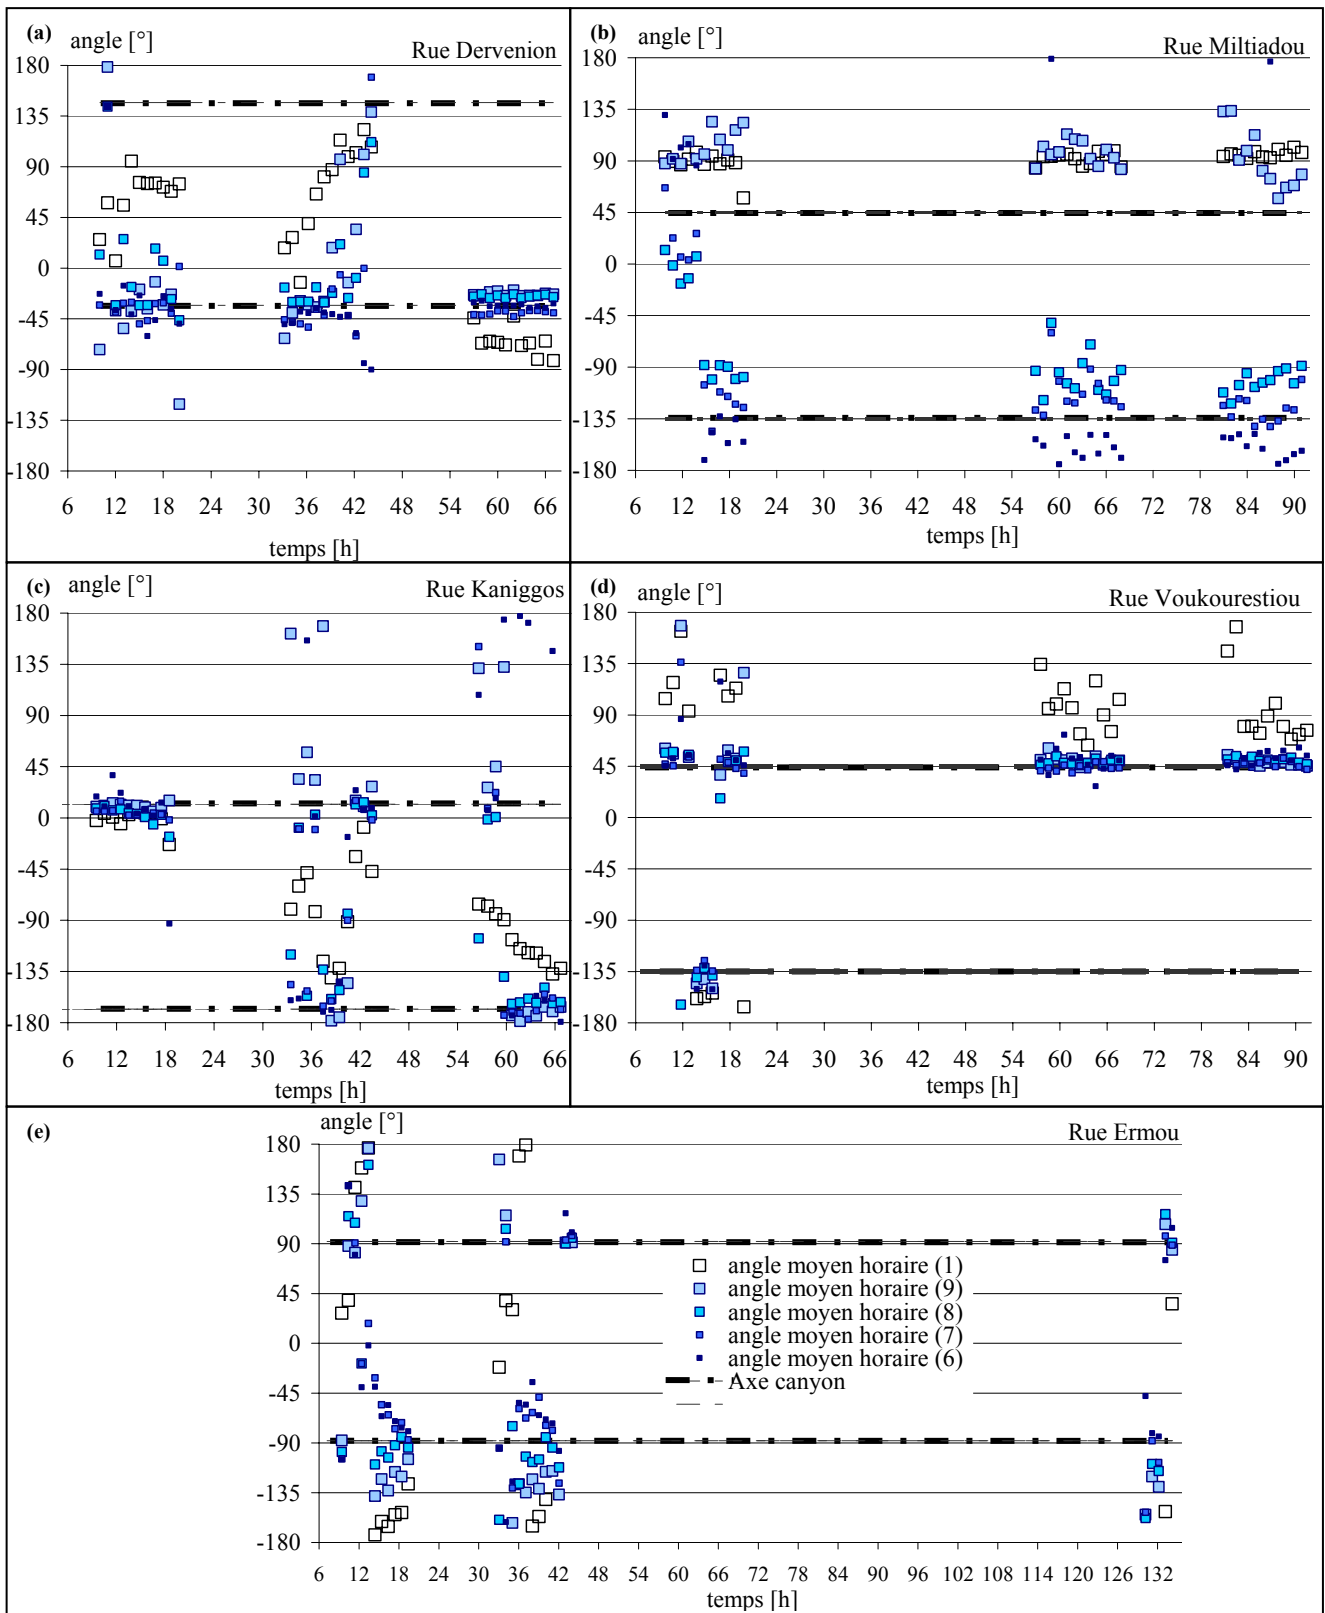 (a) angle [°] Rue Dervenion
180
135
90
45
0
-45
-90
-135
-180
6 12 18 24 30 36 42 48 54 60 66
temps [h]
(b) angle [°] Rue Miltiadou
180
135
90
45
0
-45
-90
-135
-180
6 12 18 24 30 36 42 48 54 60 66 72 78 84 90
temps [h]
(c) angle [°] Rue Kaniggos
180
135
90
45
0
-45
-90
-135
-180
6 12 18 24 30 36 42 48 54 60 66
temps [h]
(d) angle [°] Rue Voukourestiou
180
135
90
45
0
-45
-90
-135
-180
6 12 18 24 30 36 42 48 54 60 66 72 78 84 90
temps [h]
(e) angle [°] Rue Ermou
180
135
90
45
0
-45
-90
-135
-180
angle moyen horaire (1)
angle moyen horaire (9)
angle moyen horaire (8)
angle moyen horaire (7)
angle moyen horaire (6)
Axe canyon
6 12 18 24 30 36 42 48 54 60 66 72 78 84 90 96 102 108 114 120 126 132
temps [h]